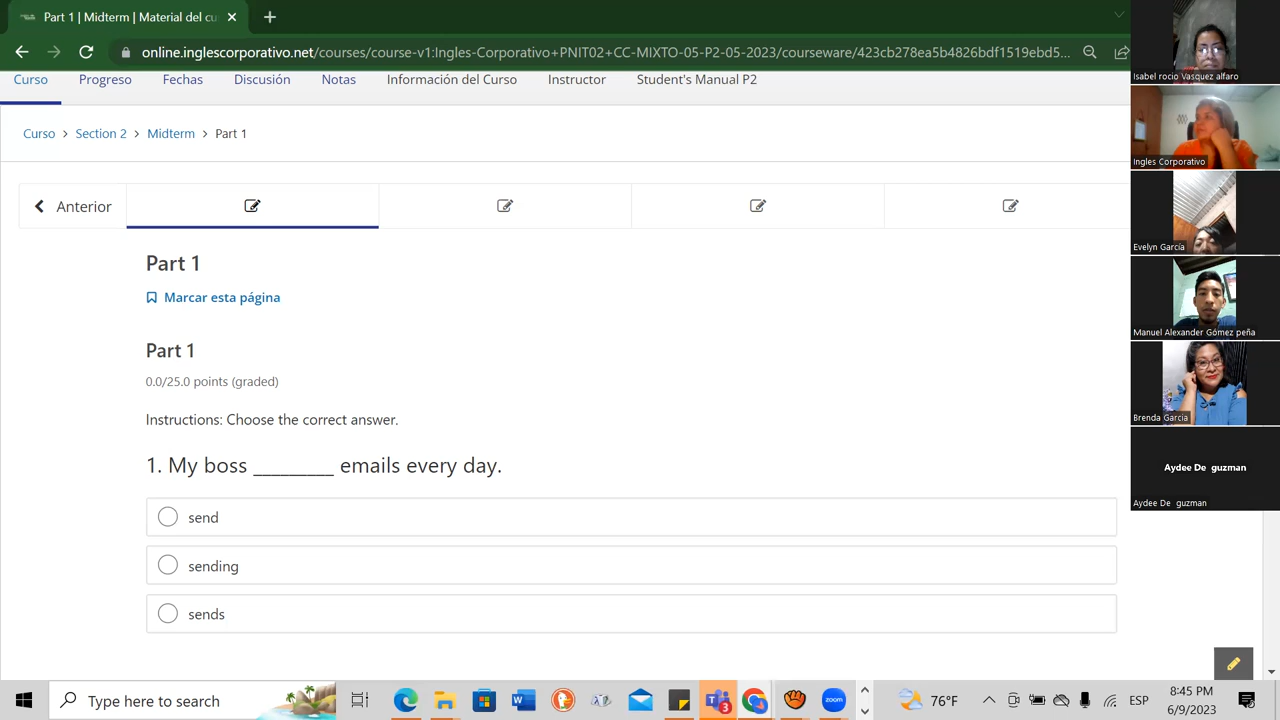 Part 1 | Midterm | Material del cu
online.inglescorporativo.net/courses/course-v1:Ingles-Corporativo+PNIT02+CC-MIXTO-05-P2-05-2023/courseware/423cb278ea5b4826bdf1519ebd5...
Curso Progreso Fechas Discusión Notas Información del Curso Instructor Student's Manual P2
Curso > Section 2 > Midterm > Part 1
Anterior
Part 1
Marcar esta página
Part 1
0.0/25.0 points (graded)
Instructions: Choose the correct answer.
1. My boss _________ emails every day.
send
sending
sends
Isabel rocio Vasquez alfaro
Ingles Corporativo
Evelyn García
Manuel Alexander Gómez peña
Brenda Garcia
Aydee De guzman
Aydee De guzman
Type here to search
3
zoom
76°F
ESP
8:45 PM
6/9/2023